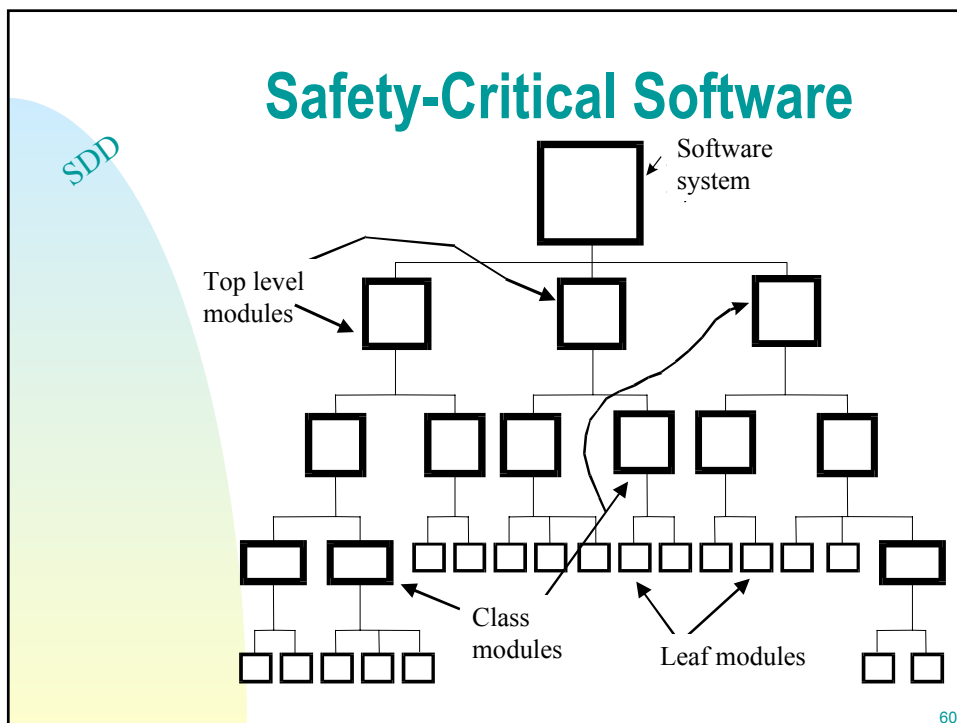 Safety-Critical Software
SDD
Software
system
Top level
modules
Class
modules
Leaf modules
60